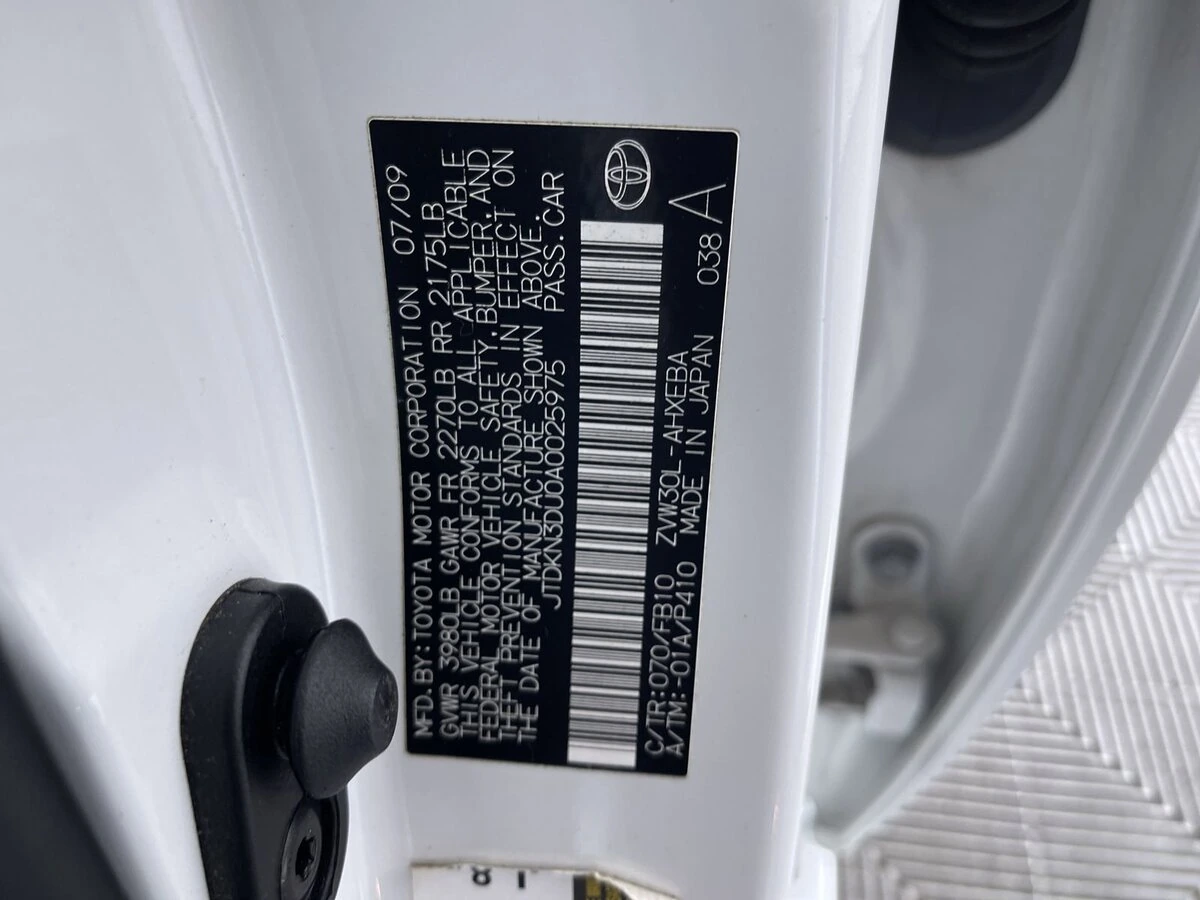 MFD.BY:TOYOTA MOTOR CORPORATION 07/09
GVWR 3980LB GAWR FR 2270LB RR 2175LB
THIS VEHICLE CONFORMS TO ALL APPLICABLE
FEDERAL MOTOR VEHICLE SAFETY,BUMPER,AND
THEFT PREVENTION STANDARDS IN EFFECT ON
THE DATE OF MANUFACTURE SHOWN ABOVE.
JTDKN3DU0A0025975 PASS.CAR
C/TR:070/FB10 ZVW30L-AHXEBA 038 A
A/TM:-01A/P410 MADE IN JAPAN